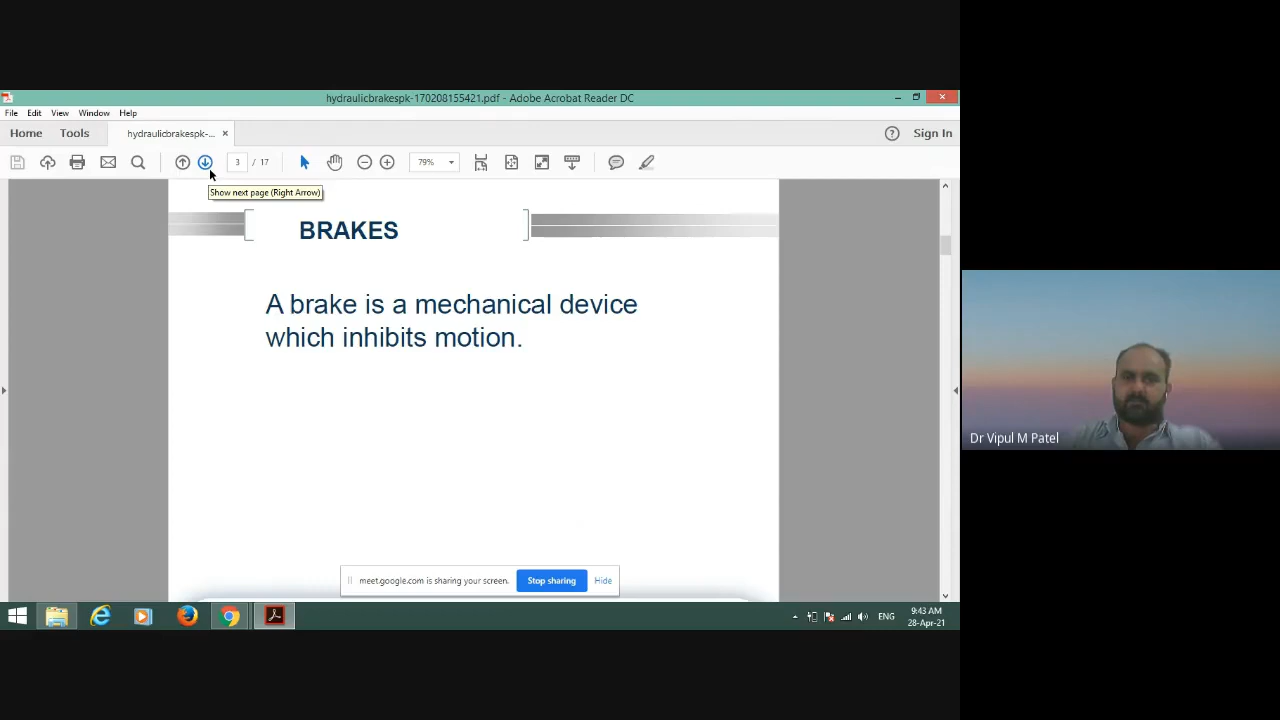 hydraulicbrakespk-170208155421.pdf - Adobe Acrobat Reader DC
File Edit View Window Help
Home Tools hydraulicbrakespk-... × Sign In
3 / 17 79%
Show next page (Right Arrow)
BRAKES
A brake is a mechanical device
which inhibits motion.
Dr Vipul M Patel
meet.google.com is sharing your screen. Stop sharing Hide
ENG 9:43 AM
28-Apr-21